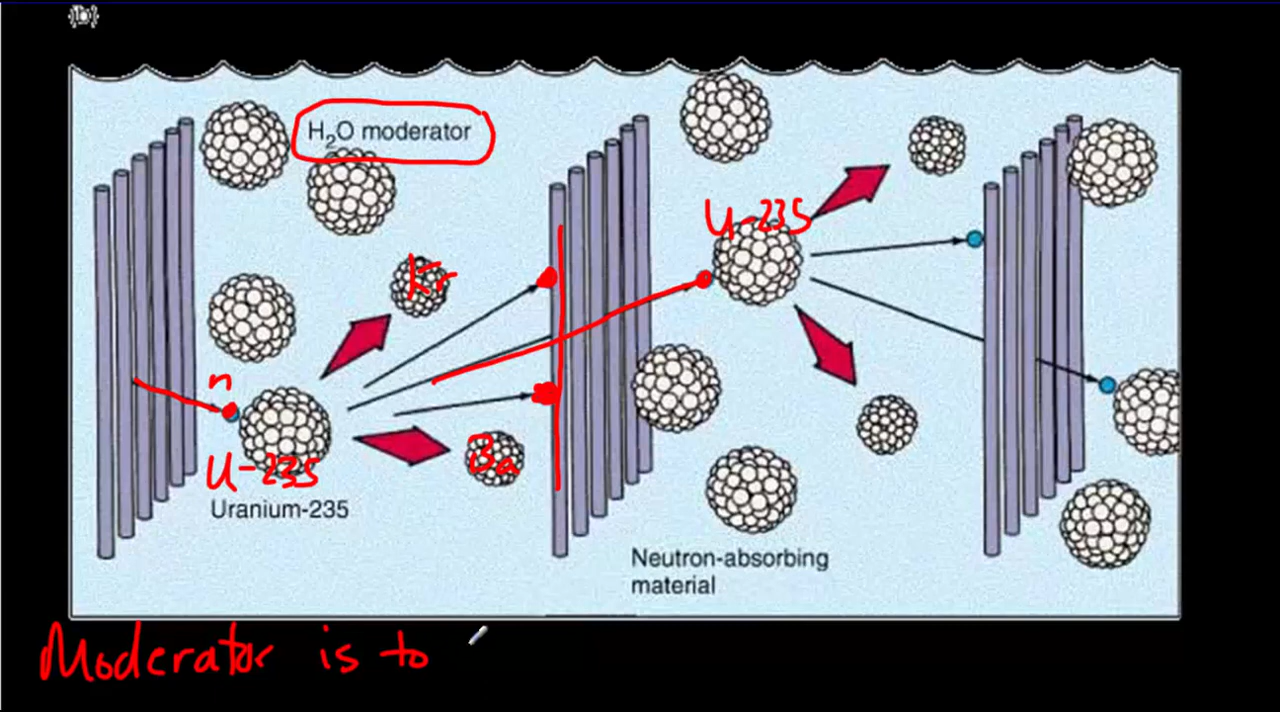 (b)
H₂O moderator
U-235
Kr
n
Ba
U-235
Uranium-235
Neutron-absorbing
material
Moderator is to